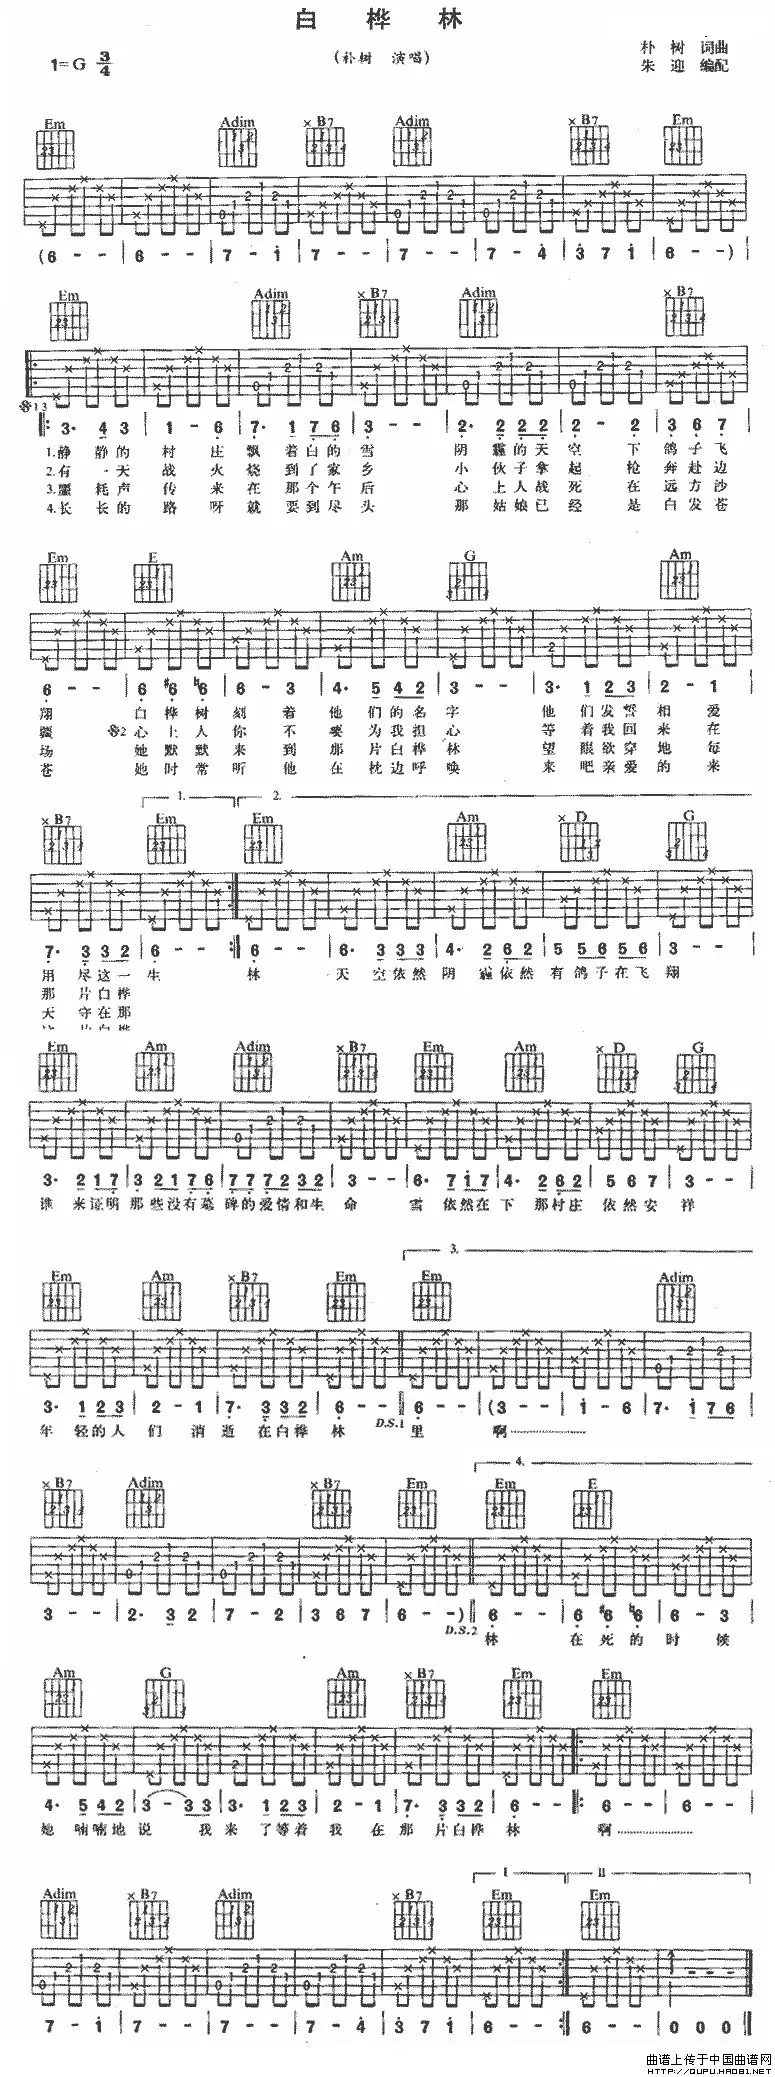 白 桦 林
1=G 3/4
(朴树 演唱)
朴 树 词曲
朱 迎 编配
Em Adim × B7 Adim × B7 Em
(6 - - | 6 - - | 7 - 1 | 7 - - | 7 - - | 7 - 4 | 3 7 1 | 6 - -) |
Em Adim × B7 Adim × B7
3· 4 3 | 1 - 6 | 7· 1 7 6 | 3 - - | 2· 2 2 2 | 2 - 2 | 3 6 7 |
1.静 静 的 村 庄 飘 着 白 的 雪 阴 霾 的 天 空 下 鸽 子 飞
2.有 一 天 战 火 烧 到 了 家 乡 小 伙 子 拿 起 枪 奔 赴 边
3.噩 耗 声 传 来 在 那 个 午 后 心 上 人 战 死 在 远 方 沙
4.长 长 的 路 呀 就 要 到 尽 头 那 姑 娘 已 经 是 白 发 苍
Em E Am G Am
6 - - | 6 #6 ♮6 | 6 - 3 | 4· 5 4 2 | 3 - - | 3· 1 2 3 | 2 - 1 |
翔 白 桦 树 刻 着 他 们 的 名 字 他 们 发 誓 相 爱
疆 心 上 人 你 不 要 为 我 担 心 等 着 我 回 来 在
场 她 默 默 来 到 那 片 白 桦 林 望 眼 欲 穿 地 每
苍 她 时 常 听 他 在 枕 边 呼 唤 来 吧 亲 爱 的 来
1. 2.
× B7 Em Em Am × D G
7· 3 3 2 | 6 - - :| 6 - - | 6· 3 3 3 | 4· 2 6 2 | 5 5 6 5 6 | 3 - - |
用 尽 这 一 生 林 天 空 依 然 阴 霾 依 然 有 鸽 子 在 飞 翔
那 片 白 桦
天 守 在 那
片 白 桦
Em Am Adim × B7 Em Am × D G
3· 2 1 7 | 3 2 1 7 6 | 7 7 7 2 3 2 | 3 - - | 6· 7 1 7 | 4· 2 6 2 | 5 6 7 | 3 - - |
谁 来 证 明 那 些 没 有 墓 碑 的 爱 情 和 生 命 雪 依 然 在 下 那 村 庄 依 然 安 祥
3.
Em Am × B7 Em Em Adim
3· 1 2 3 | 2 - 1 | 7· 3 3 2 | 6 - - || 6 - - | (3 - - | 1 - 6 | 7· 1 7 6 |
年 轻 的 人 们 消 逝 在 白 桦 林 D.S.1 里 啊
4.
× B7 Adim × B7 Em Em E
3 - - | 2· 3 2 | 7 - 2 | 3 6 7 | 6 - -) || 6 - - | 6 #6 ♮6 | 6 - 3 |
D.S.2 林 在 死 的 时 候
Am G Am × B7 Em Em
4· 5 4 2 | 3 - 3 3 | 3· 1 2 3 | 2 - 1 | 7· 3 3 2 | 6 - - |: 6 - - | 6 - - |
她 喃 喃 地 说 我 来 了 等 着 我 在 那 片 白 桦 林 啊
I II
Adim × B7 Adim × B7 Em Em
7 - 1 | 7 - - | 7 - - | 7 - 4 | 3 7 1 | 6 - - :| 6 - - | 0 0 0 ||
曲谱上传于中国曲谱网
HTTP://QUPU.HAO81.NET